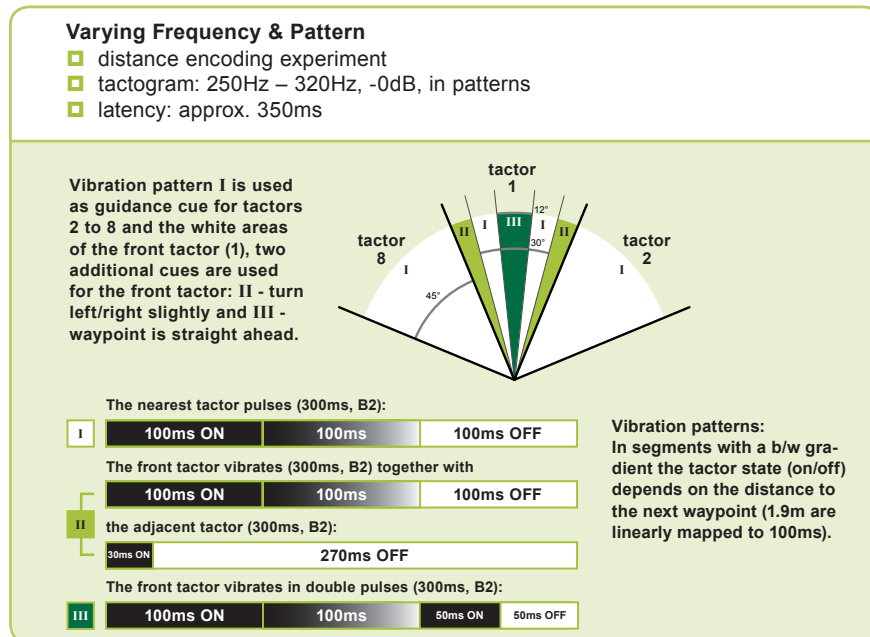 Varying Frequency & Pattern
distance encoding experiment
tactogram: 250Hz – 320Hz, -0dB, in patterns
latency: approx. 350ms
Vibration pattern I is used
as guidance cue for tactors
2 to 8 and the white areas
of the front tactor (1), two
additional cues are used
for the front tactor: II - turn
left/right slightly and III -
waypoint is straight ahead.
tactor
1
12°
II I III I II
30°
tactor
8
I
45°
tactor
2
I
The nearest tactor pulses (300ms, B2):
I 100ms ON 100ms 100ms OFF
The front tactor vibrates (300ms, B2) together with
100ms ON 100ms 100ms OFF
II
the adjacent tactor (300ms, B2):
30ms ON 270ms OFF
The front tactor vibrates in double pulses (300ms, B2):
III 100ms ON 100ms 50ms ON 50ms OFF
Vibration patterns:
In segments with a b/w gra-
dient the tactor state (on/off)
depends on the distance to
the next waypoint (1.9m are
linearly mapped to 100ms).